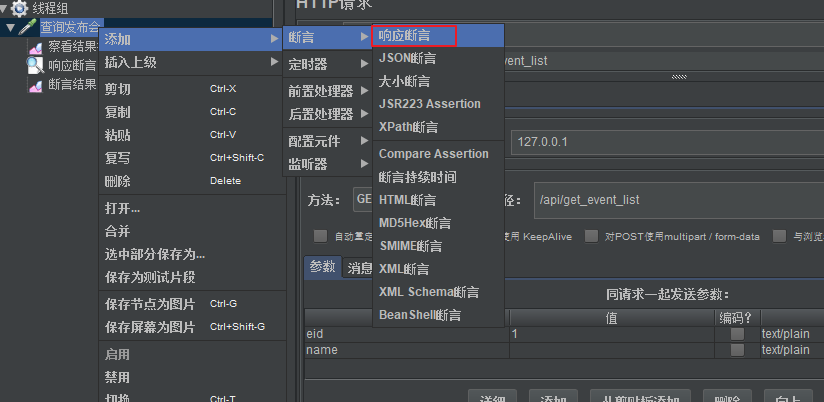 线程组
查询发布会
察看结果
响应断言
断言结果
添加
插入上级
剪切 Ctrl-X
复制 Ctrl-C
粘贴 Ctrl-V
复写 Ctrl+Shift-C
删除 Delete
打开...
合并
选中部分保存为...
保存为测试片段
保存节点为图片 Ctrl-G
保存屏幕为图片 Ctrl+Shift-G
启用
禁用
切换 Ctrl-T
断言
定时器
前置处理器
后置处理器
配置元件
监听器
响应断言
JSON断言
大小断言
JSR223 Assertion
XPath断言
Compare Assertion
断言持续时间
HTML断言
MD5Hex断言
SMIME断言
XML断言
XML Schema断言
BeanShell断言
HTTP请求
event_list
127.0.0.1
方法: GE
径: /api/get_event_list
自动重定
使用 KeepAlive
对POST使用multipart / form-data
与浏览
参数 消息
同请求一起发送参数:
值 编码?
eid 1 text/plain
name text/plain
详细 添加 从剪贴板添加 删除 向上